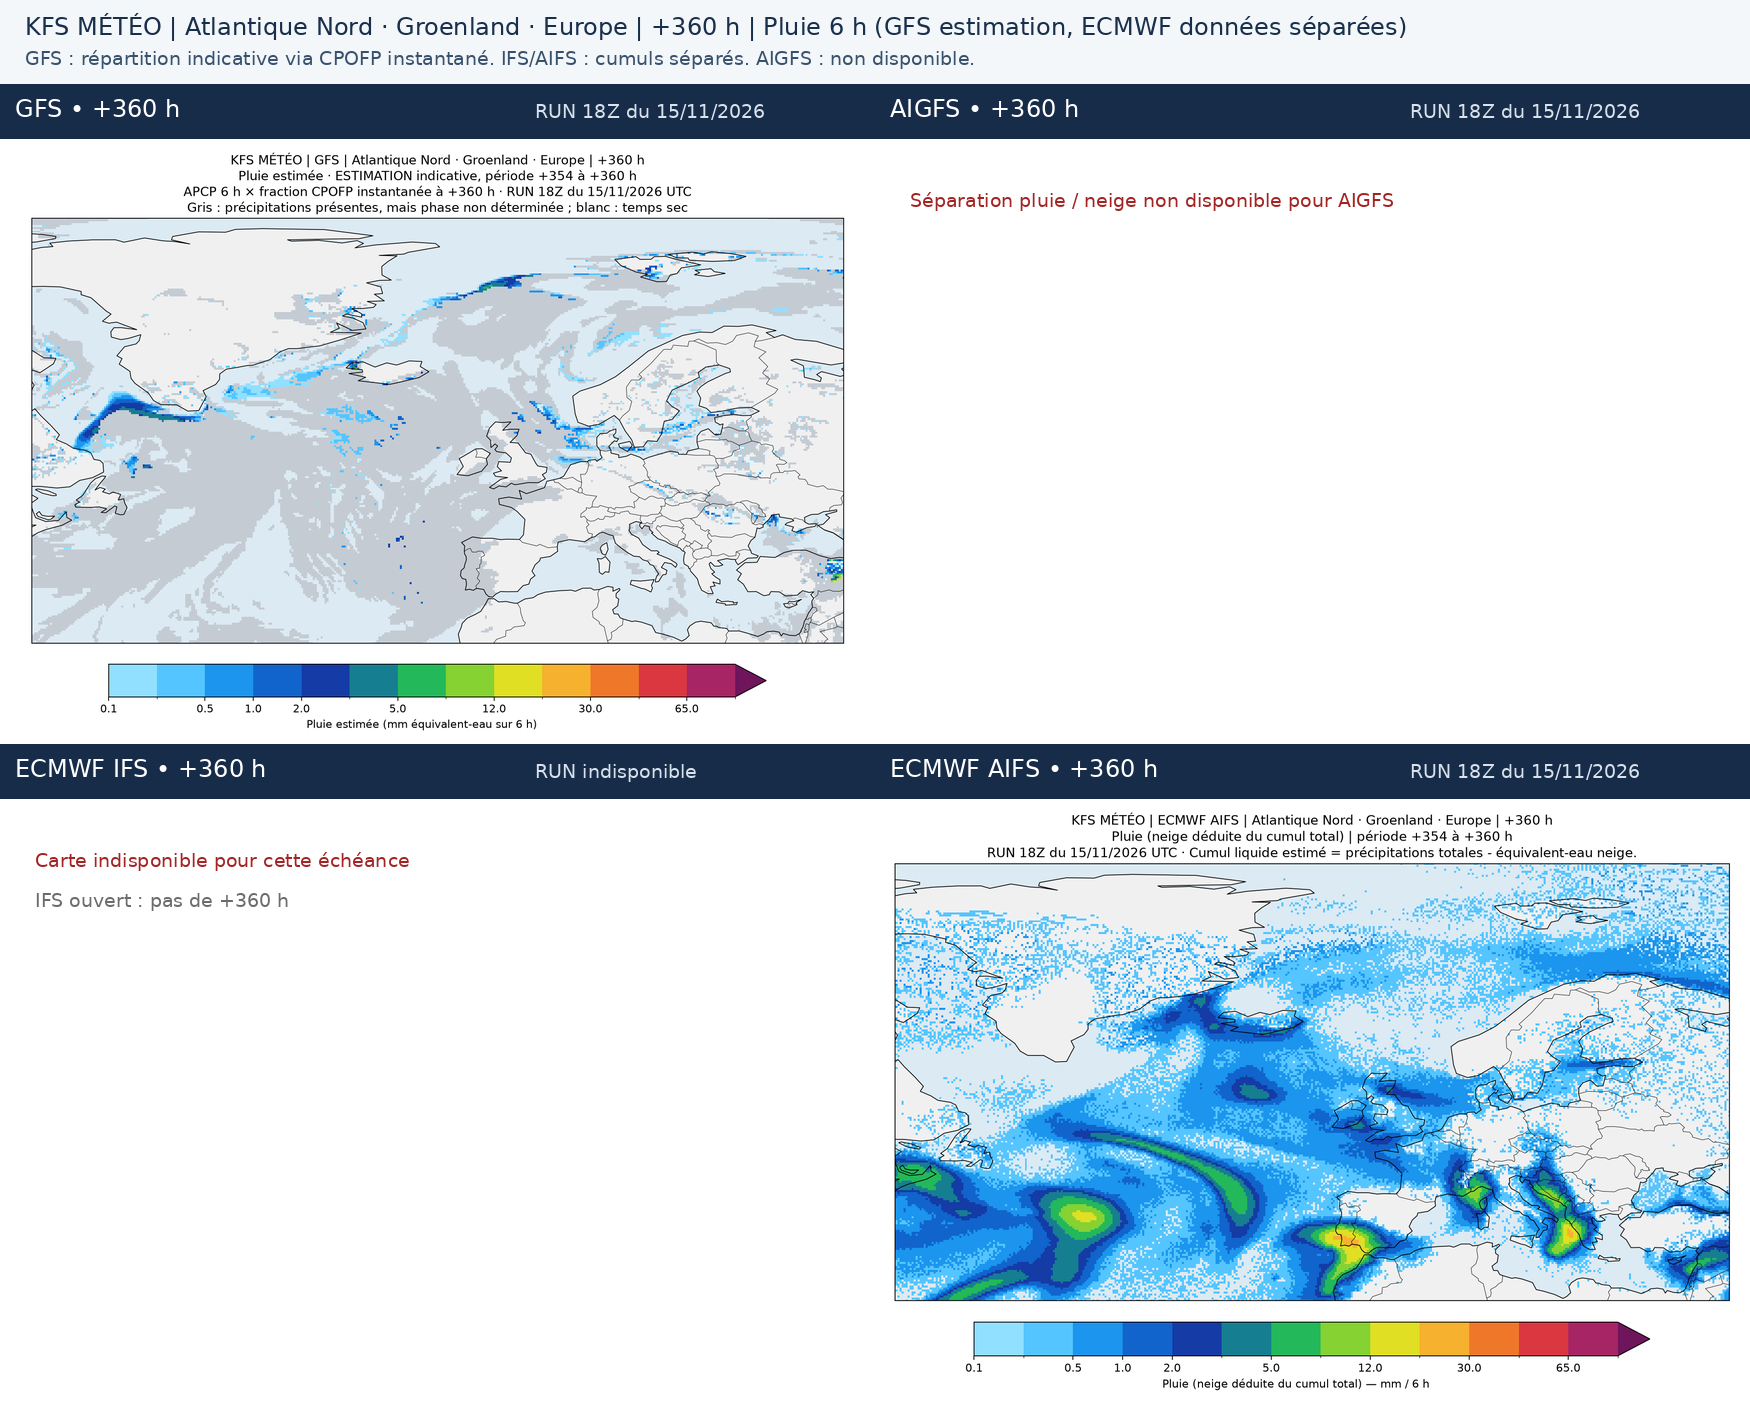 KFS MÉTÉO | Atlantique Nord · Groenland · Europe | +360 h | Pluie 6 h (GFS estimation, ECMWF données séparées)
GFS : répartition indicative via CPOFP instantané. IFS/AIFS : cumuls séparés. AIGFS : non disponible.
GFS • +360 h
RUN 18Z du 15/11/2026
KFS MÉTÉO | GFS | Atlantique Nord · Groenland · Europe | +360 h
Pluie estimée · ESTIMATION indicative, période +354 à +360 h
APCP 6 h × fraction CPOFP instantanée à +360 h · RUN 18Z du 15/11/2026 UTC
Gris : précipitations présentes, mais phase non déterminée ; blanc : temps sec
0.1 0.5 1.0 2.0 5.0 12.0 30.0 65.0
Pluie estimée (mm équivalent-eau sur 6 h)
AIGFS • +360 h
RUN 18Z du 15/11/2026
Séparation pluie / neige non disponible pour AIGFS
ECMWF IFS • +360 h
RUN indisponible
Carte indisponible pour cette échéance
IFS ouvert : pas de +360 h
ECMWF AIFS • +360 h
RUN 18Z du 15/11/2026
KFS MÉTÉO | ECMWF AIFS | Atlantique Nord · Groenland · Europe | +360 h
Pluie (neige déduite du cumul total) | période +354 à +360 h
RUN 18Z du 15/11/2026 UTC · Cumul liquide estimé = précipitations totales - équivalent-eau neige.
0.1 0.5 1.0 2.0 5.0 12.0 30.0 65.0
Pluie (neige déduite du cumul total) — mm / 6 h